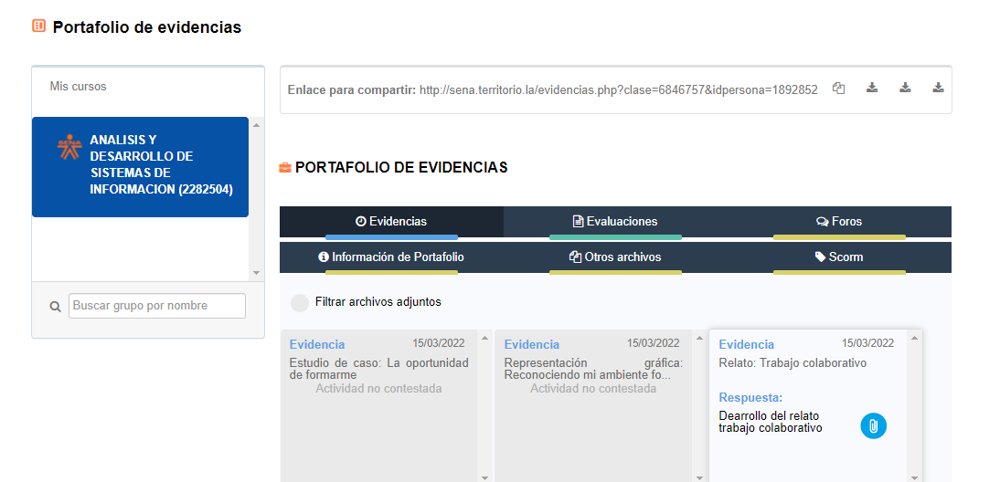 Portafolio de evidencias
Mis cursos
SENA
ANALISIS Y
DESARROLLO DE
SISTEMAS DE
INFORMACION (2282504)
Buscar grupo por nombre
Enlace para compartir: http://sena.territorio.la/evidencias.php?clase=6846757&idpersona=1892852
PORTAFOLIO DE EVIDENCIAS
Evidencias
Evaluaciones
Foros
Información de Portafolio
Otros archivos
Scorm
Filtrar archivos adjuntos
Evidencia 15/03/2022
Estudio de caso: La oportunidad
de formarme
Actividad no contestada
Evidencia 15/03/2022
Representación gráfica:
Reconociendo mi ambiente fo...
Actividad no contestada
Evidencia 15/03/2022
Relato: Trabajo colaborativo
Respuesta:
Dearrollo del relato
trabajo colaborativo